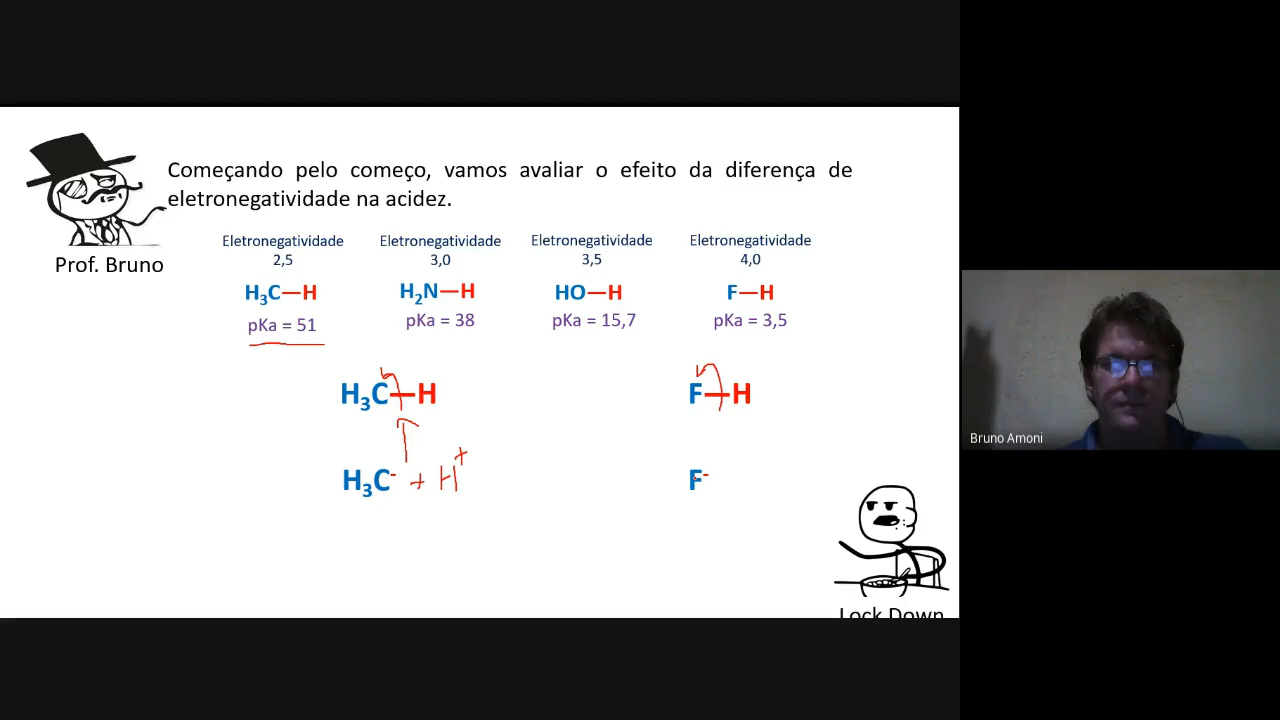 Começando pelo começo, vamos avaliar o efeito da diferença de
eletronegatividade na acidez.
Prof. Bruno
Eletronegatividade Eletronegatividade Eletronegatividade Eletronegatividade
2,5 3,0 3,5 4,0
H₃C—H H₂N—H HO—H F—H
pKa = 51 pKa = 38 pKa = 15,7 pKa = 3,5
H₃C—H F—H
H₃C⁻ + H⁺ F⁻
Bruno Amoni
Lock Down